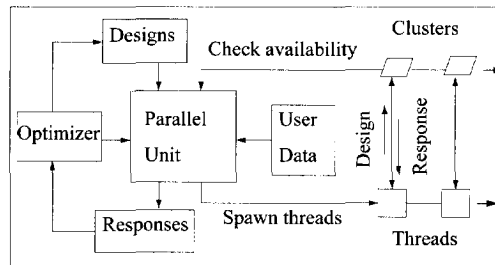 Designs
Check availability
Clusters
Optimizer
Parallel
Unit
User
Data
Design
Response
Responses
Spawn threads
Threads